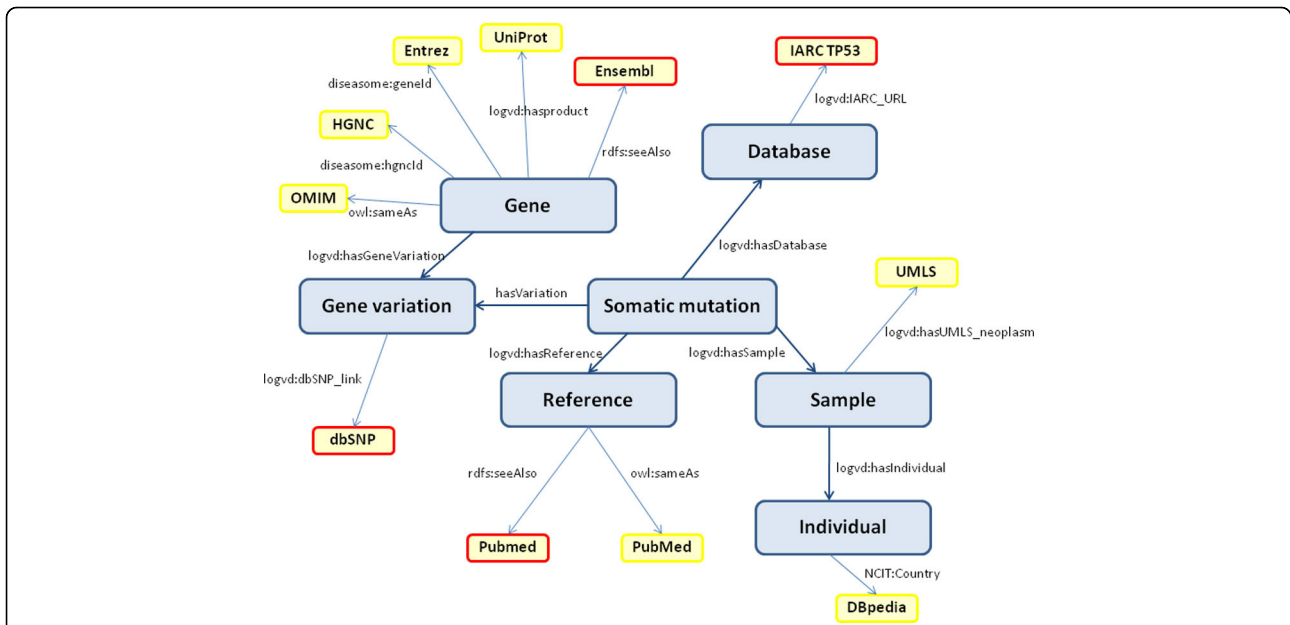 UniProt
Entrez
IARC TP53
Ensembl
diseasome:geneId
logvd:IARC_URL
logvd:hasproduct
HGNC
Database
rdfs:seeAlso
diseasome:hgncId
OMIM
Gene
owl:sameAs
logvd:hasDatabase
logvd:hasGeneVariation
UMLS
hasVariation
Gene variation
Somatic mutation
logvd:hasUMLS_neoplasm
logvd:hasReference
logvd:hasSample
logvd:dbSNP_link
Reference
Sample
dbSNP
logvd:hasIndividual
rdfs:seeAlso
owl:sameAs
Individual
Pubmed
PubMed
NCIT:Country
DBpedia